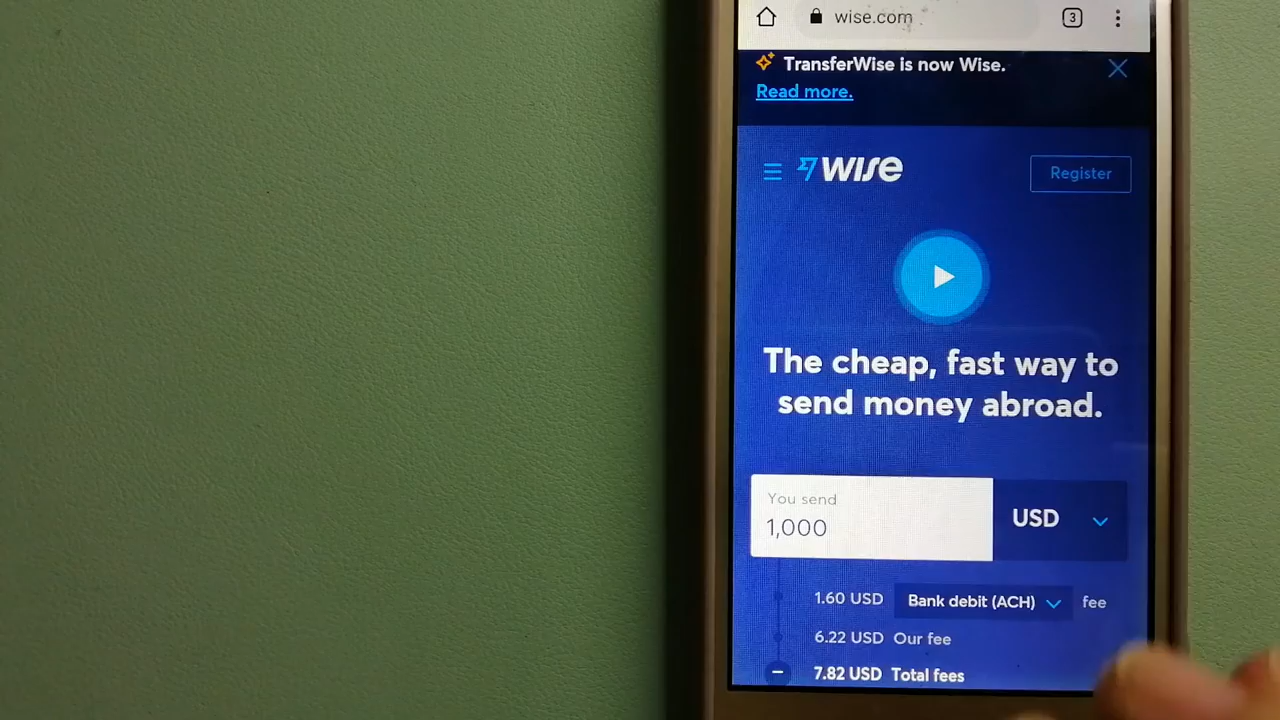 wise.com
3
TransferWise is now Wise.
Read more.
wise
Register
The cheap, fast way to
send money abroad.
You send
1,000
USD
1.60 USD Bank debit (ACH) fee
6.22 USD Our fee
7.82 USD Total fees